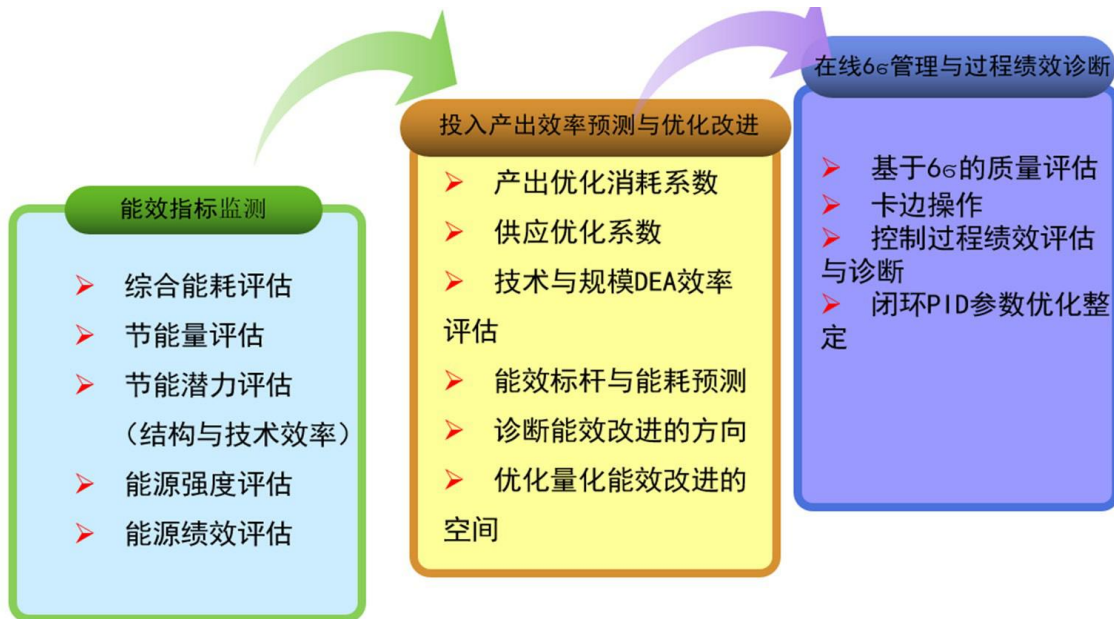 能效指标监测
综合能耗评估
节能量评估
节能潜力评估
（结构与技术效率）
能源强度评估
能源绩效评估
投入产出效率预测与优化改进
产出优化消耗系数
供应优化系数
技术与规模DEA效率
评估
能效标杆与能耗预测
诊断能效改进的方向
优化量化能效改进的
空间
在线6σ管理与过程绩效诊断
基于6σ的质量评估
卡边操作
控制过程绩效评估
与诊断
闭环PID参数优化整
定